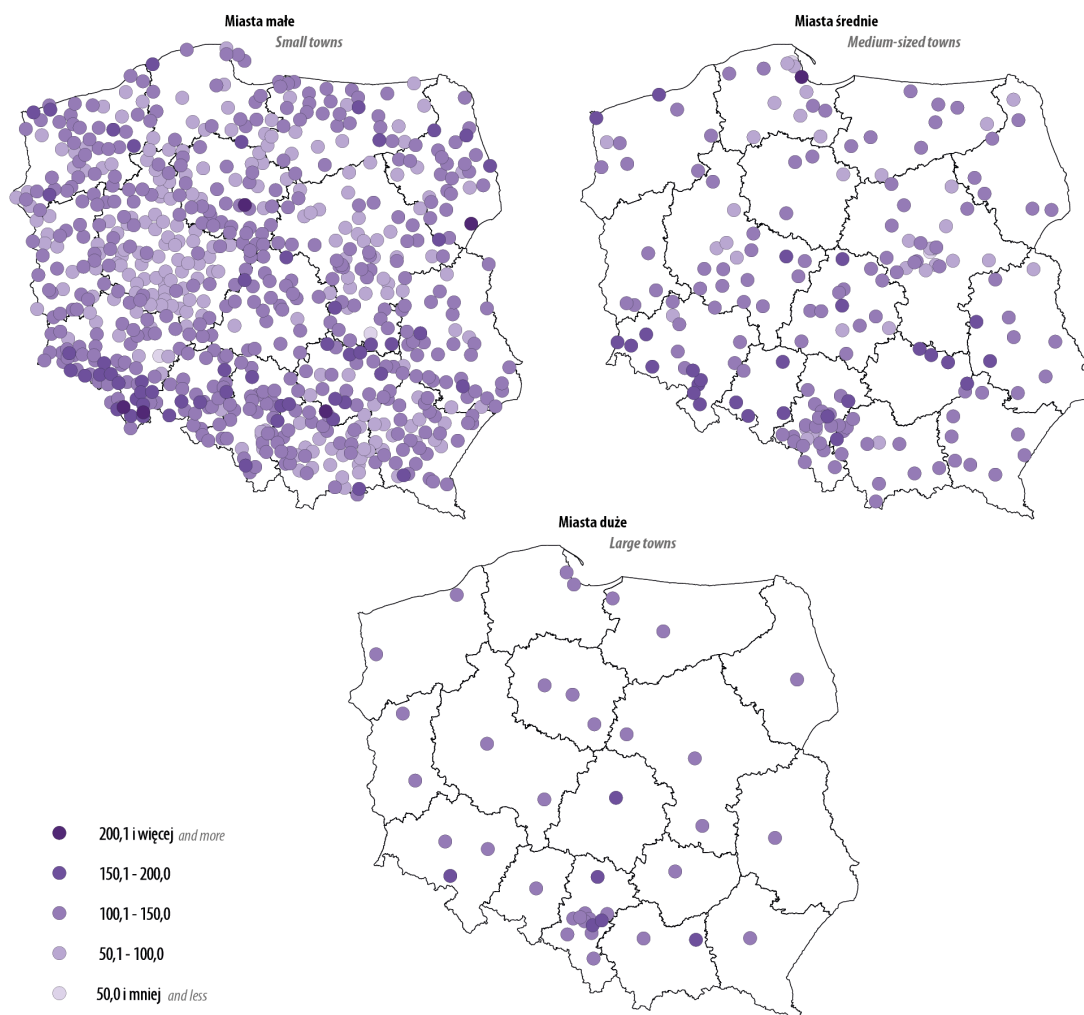 Miasta małe
Small towns
Miasta średnie
Medium-sized towns
Miasta duże
Large towns
200,1 i więcej and more
150,1 - 200,0
100,1 - 150,0
50,1 - 100,0
50,0 i mniej and less